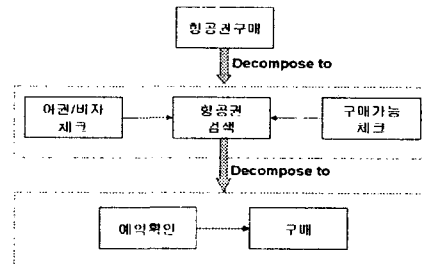 항공권구매
Decompose to
여권/비자
체크
항공권
검색
구매가능
체크
Decompose to
예약확인
구매